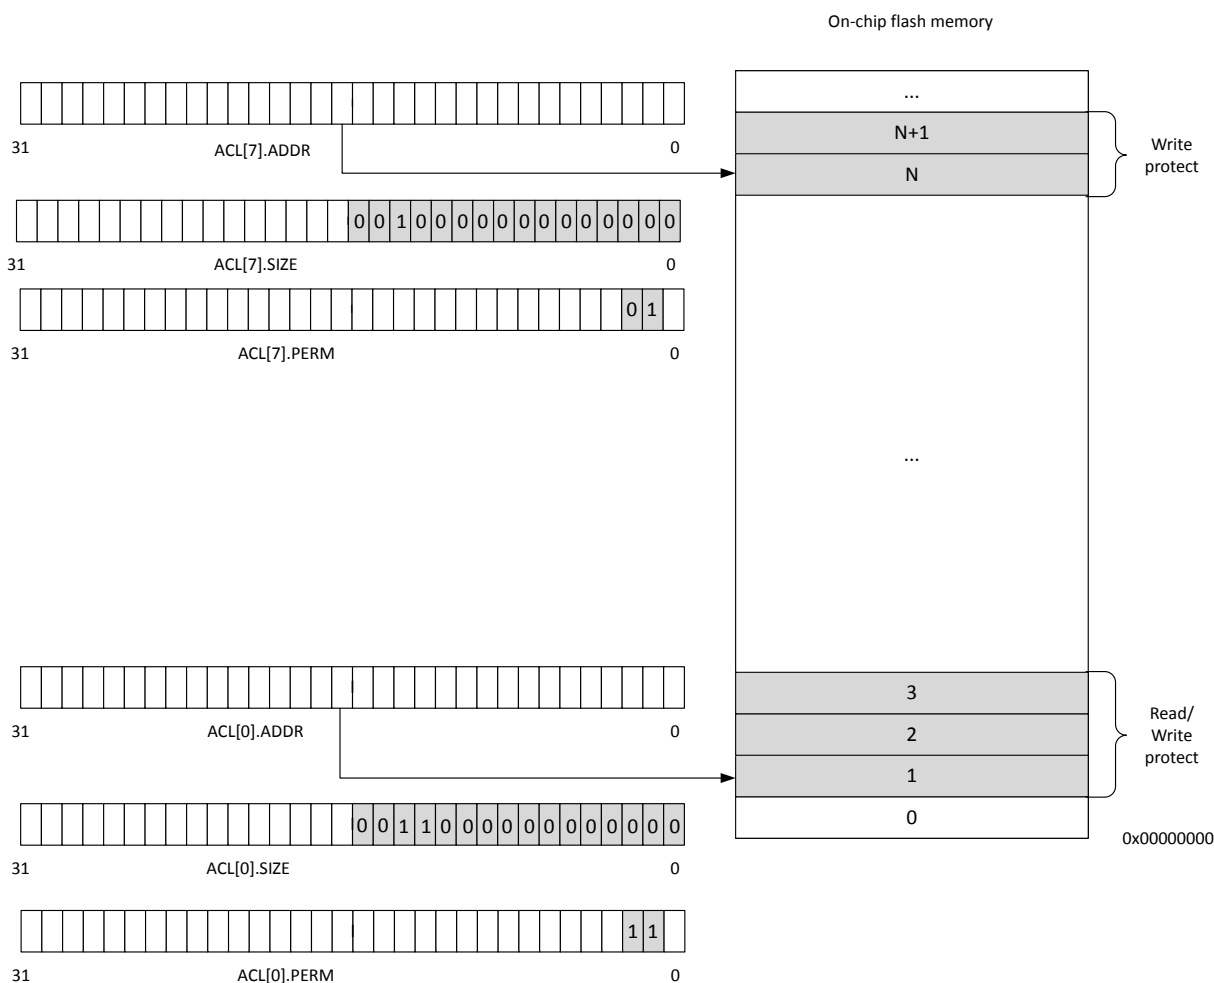 On-chip flash memory
...
31 ACL[7].ADDR 0
N+1
N
Write
protect
0 0 1 0 0 0 0 0 0 0 0 0 0 0 0 0
31 ACL[7].SIZE 0
0 1
31 ACL[7].PERM 0
...
31 ACL[0].ADDR 0
3
2
1
0
Read/
Write
protect
0x00000000
0 0 1 1 0 0 0 0 0 0 0 0 0 0 0 0
31 ACL[0].SIZE 0
1 1
31 ACL[0].PERM 0